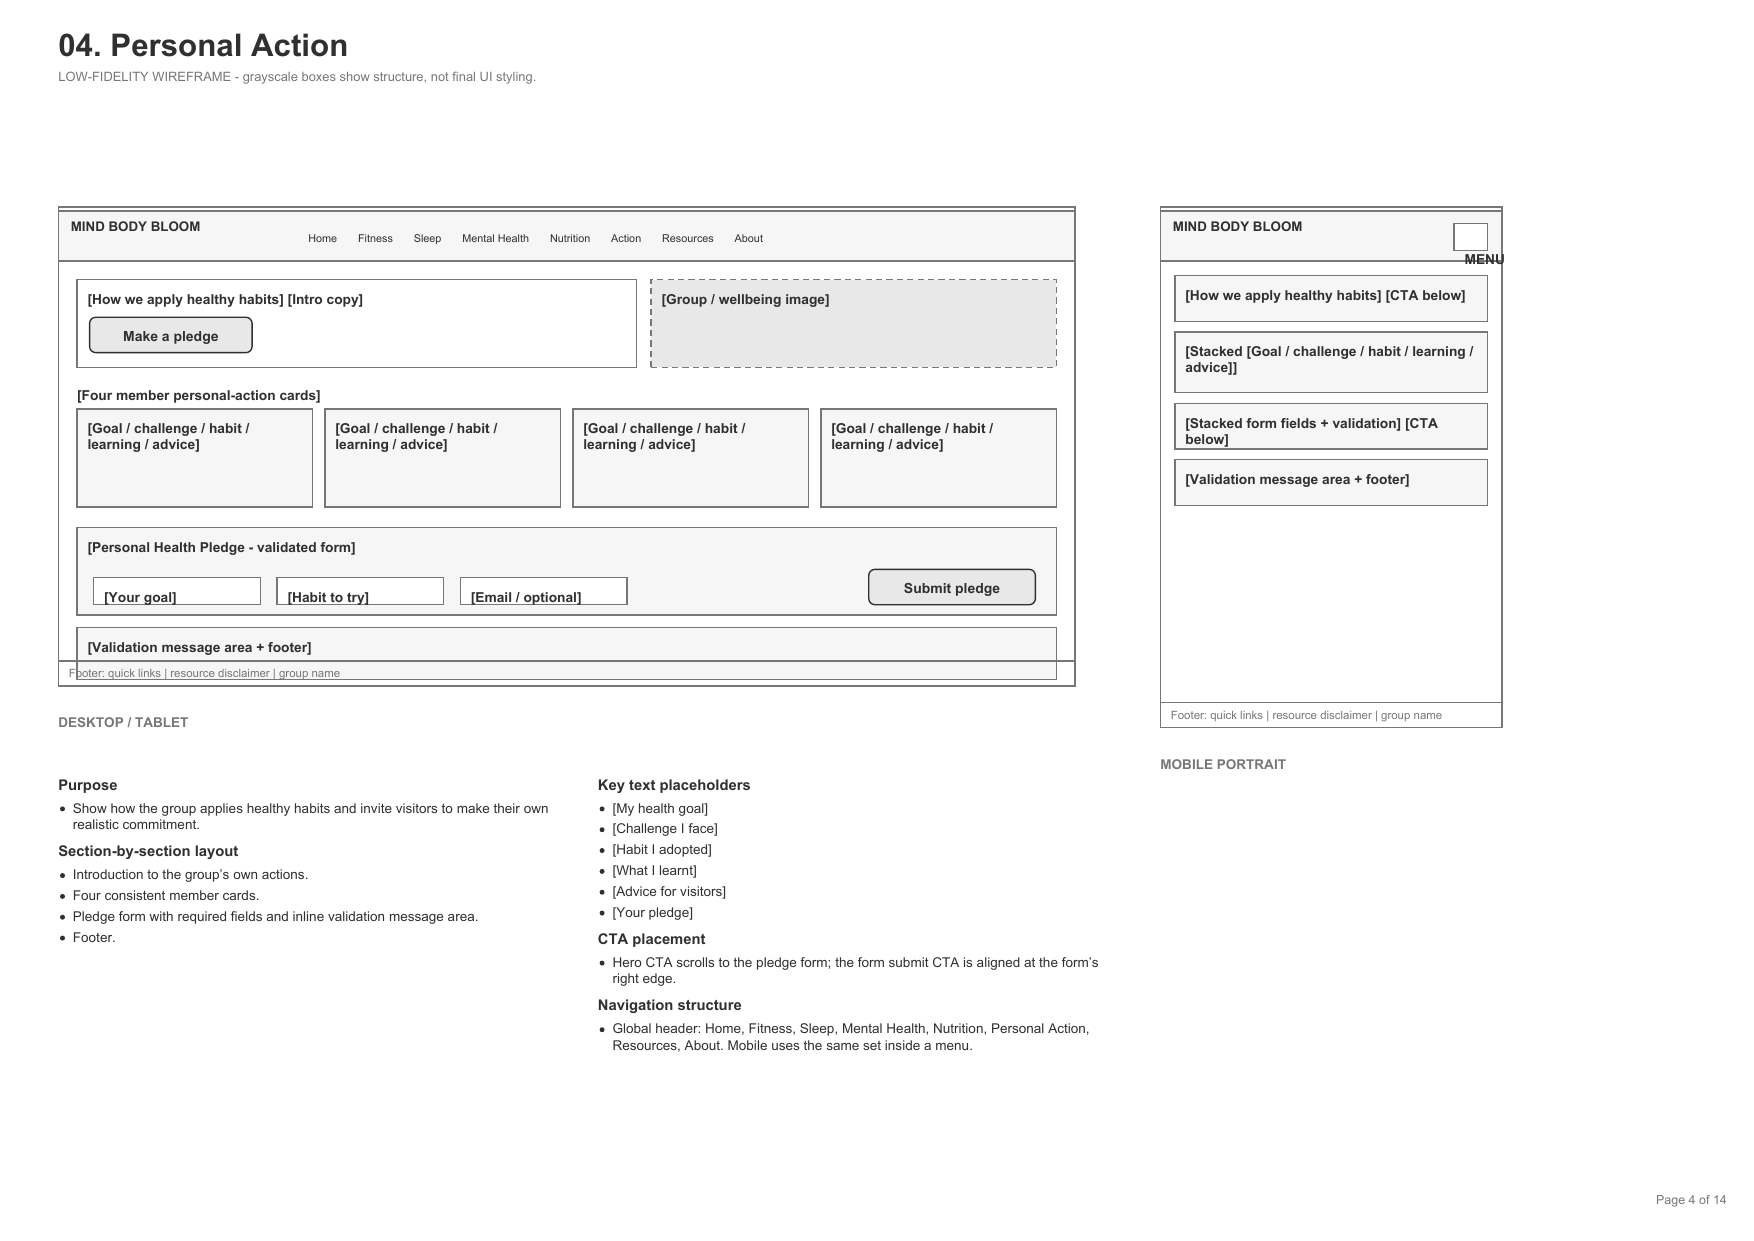 04. Personal Action
LOW-FIDELITY WIREFRAME - grayscale boxes show structure, not final UI styling.
MIND BODY BLOOM
Home Fitness Sleep Mental Health Nutrition Action Resources About
[How we apply healthy habits] [Intro copy]
Make a pledge
[Group / wellbeing image]
[Four member personal-action cards]
[Goal / challenge / habit /
learning / advice]
[Goal / challenge / habit /
learning / advice]
[Goal / challenge / habit /
learning / advice]
[Goal / challenge / habit /
learning / advice]
[Personal Health Pledge - validated form]
[Your goal]
[Habit to try]
[Email / optional]
Submit pledge
[Validation message area + footer]
Footer: quick links | resource disclaimer | group name
DESKTOP / TABLET
MIND BODY BLOOM
MENU
[How we apply healthy habits] [CTA below]
[Stacked [Goal / challenge / habit / learning /
advice]]
[Stacked form fields + validation] [CTA
below]
[Validation message area + footer]
Footer: quick links | resource disclaimer | group name
MOBILE PORTRAIT
Purpose
• Show how the group applies healthy habits and invite visitors to make their own
realistic commitment.
Section-by-section layout
• Introduction to the group’s own actions.
• Four consistent member cards.
• Pledge form with required fields and inline validation message area.
• Footer.
Key text placeholders
• [My health goal]
• [Challenge I face]
• [Habit I adopted]
• [What I learnt]
• [Advice for visitors]
• [Your pledge]
CTA placement
• Hero CTA scrolls to the pledge form; the form submit CTA is aligned at the form’s
right edge.
Navigation structure
• Global header: Home, Fitness, Sleep, Mental Health, Nutrition, Personal Action,
Resources, About. Mobile uses the same set inside a menu.
Page 4 of 14